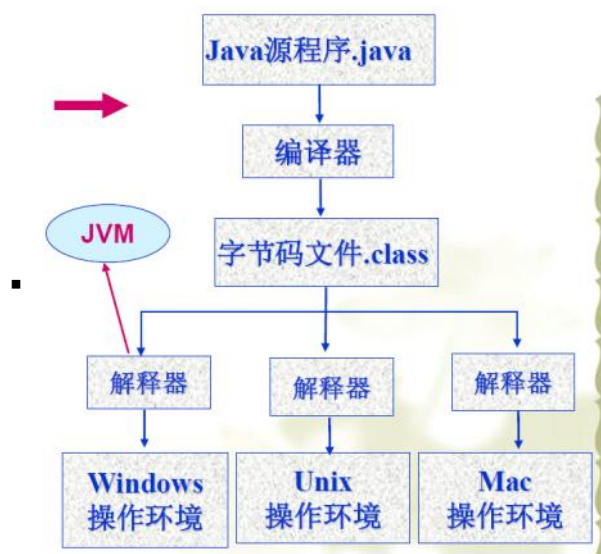 Java源程序.java
编译器
JVM
字节码文件.class
解释器
解释器
解释器
Windows
操作环境
Unix
操作环境
Mac
操作环境